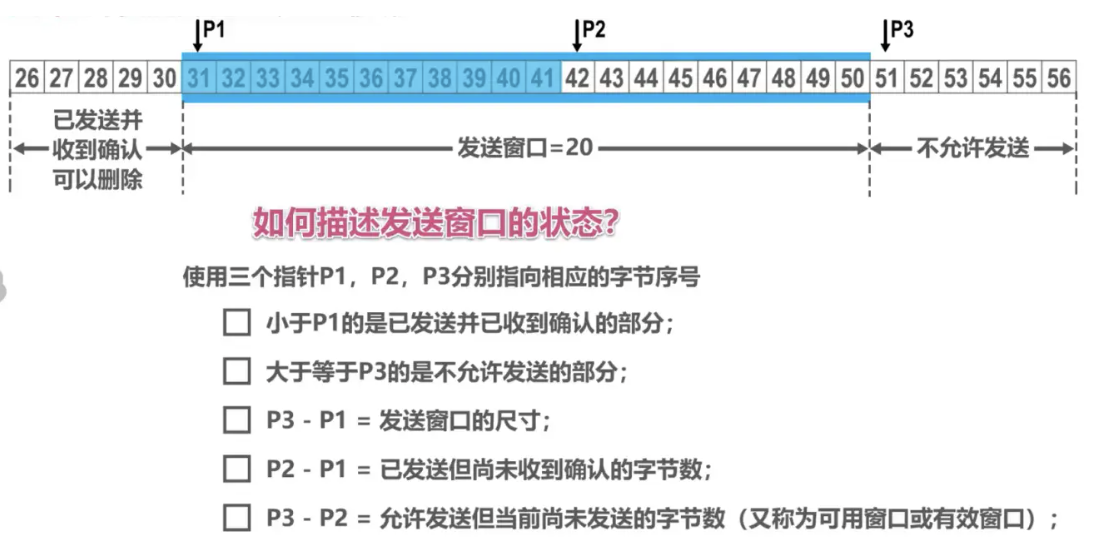 P1 P2 P3
26 27 28 29 30 31 32 33 34 35 36 37 38 39 40 41 42 43 44 45 46 47 48 49 50 51 52 53 54 55 56
已发送并
收到确认
可以删除
发送窗口=20
不允许发送
如何描述发送窗口的状态?
使用三个指针P1，P2，P3分别指向相应的字节序号
小于P1的是已发送并已收到确认的部分；
大于等于P3的是不允许发送的部分；
P3 - P1 = 发送窗口的尺寸；
P2 - P1 = 已发送但尚未收到确认的字节数；
P3 - P2 = 允许发送但当前尚未发送的字节数（又称为可用窗口或有效窗口）；